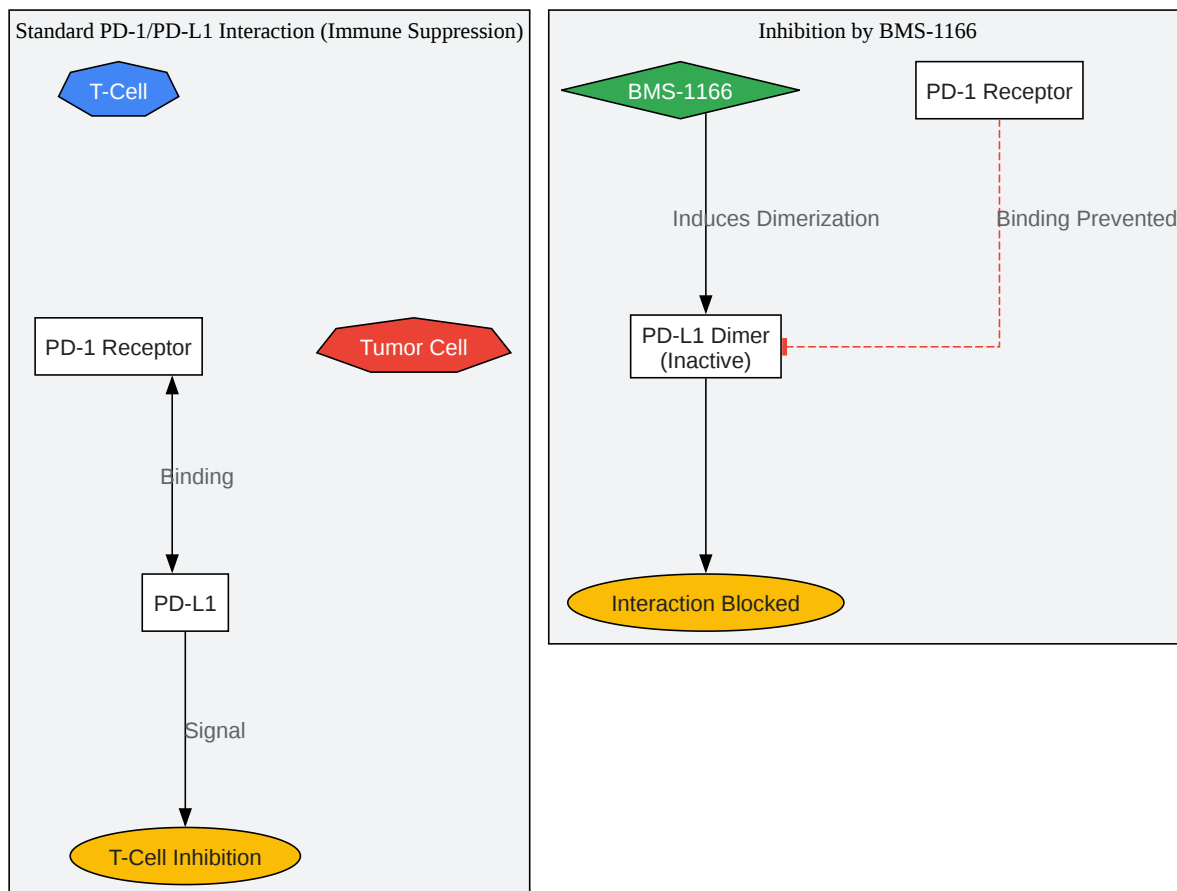 Standard PD-1/PD-L1 Interaction (Immune Suppression)
T-Cell
PD-1 Receptor
Tumor Cell
Binding
PD-L1
Signal
T-Cell Inhibition
Inhibition by BMS-1166
BMS-1166
PD-1 Receptor
Induces Dimerization
Binding Prevented
PD-L1 Dimer
(Inactive)
Interaction Blocked